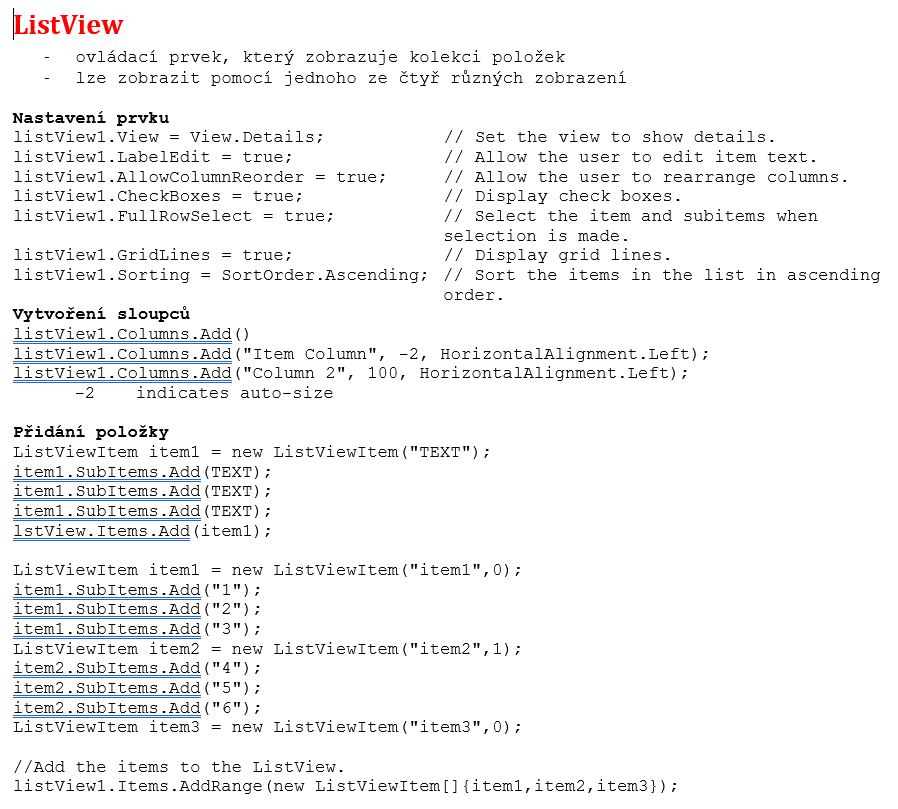 ListView
- ovládací prvek, který zobrazuje kolekci položek
- lze zobrazit pomocí jednoho ze čtyř různých zobrazení
Nastavení prvku
listView1.View = View.Details; // Set the view to show details.
listView1.LabelEdit = true; // Allow the user to edit item text.
listView1.AllowColumnReorder = true; // Allow the user to rearrange columns.
listView1.CheckBoxes = true; // Display check boxes.
listView1.FullRowSelect = true; // Select the item and subitems when
selection is made.
listView1.GridLines = true; // Display grid lines.
listView1.Sorting = SortOrder.Ascending; // Sort the items in the list in ascending
order.
Vytvoření sloupců
listView1.Columns.Add()
listView1.Columns.Add("Item Column", -2, HorizontalAlignment.Left);
listView1.Columns.Add("Column 2", 100, HorizontalAlignment.Left);
-2 indicates auto-size
Přidání položky
ListViewItem item1 = new ListViewItem("TEXT");
item1.SubItems.Add(TEXT);
item1.SubItems.Add(TEXT);
item1.SubItems.Add(TEXT);
lstView.Items.Add(item1);
ListViewItem item1 = new ListViewItem("item1",0);
item1.SubItems.Add("1");
item1.SubItems.Add("2");
item1.SubItems.Add("3");
ListViewItem item2 = new ListViewItem("item2",1);
item2.SubItems.Add("4");
item2.SubItems.Add("5");
item2.SubItems.Add("6");
ListViewItem item3 = new ListViewItem("item3",0);
//Add the items to the ListView.
listView1.Items.AddRange(new ListViewItem[]{item1,item2,item3});